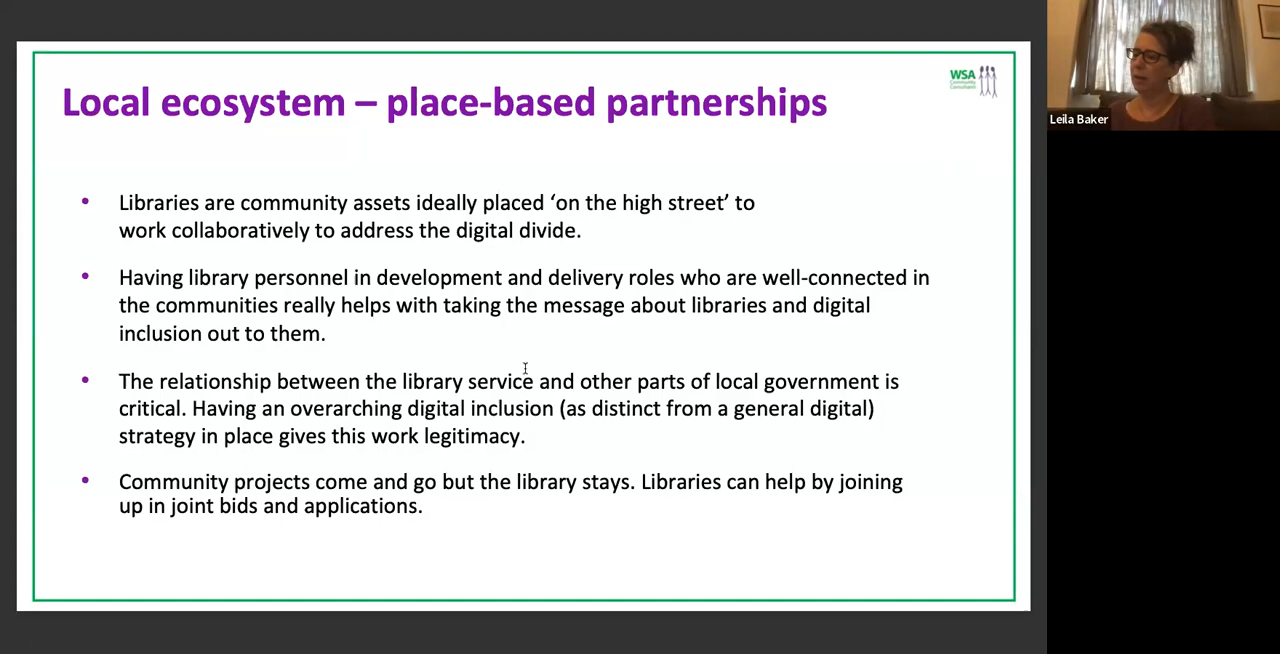 Local ecosystem – place-based partnerships
WSA
Community
Consultants
Leila Baker
• Libraries are community assets ideally placed ‘on the high street’ to
work collaboratively to address the digital divide.
• Having library personnel in development and delivery roles who are well-connected in
the communities really helps with taking the message about libraries and digital
inclusion out to them.
• The relationship between the library service and other parts of local government is
critical. Having an overarching digital inclusion (as distinct from a general digital)
strategy in place gives this work legitimacy.
• Community projects come and go but the library stays. Libraries can help by joining
up in joint bids and applications.